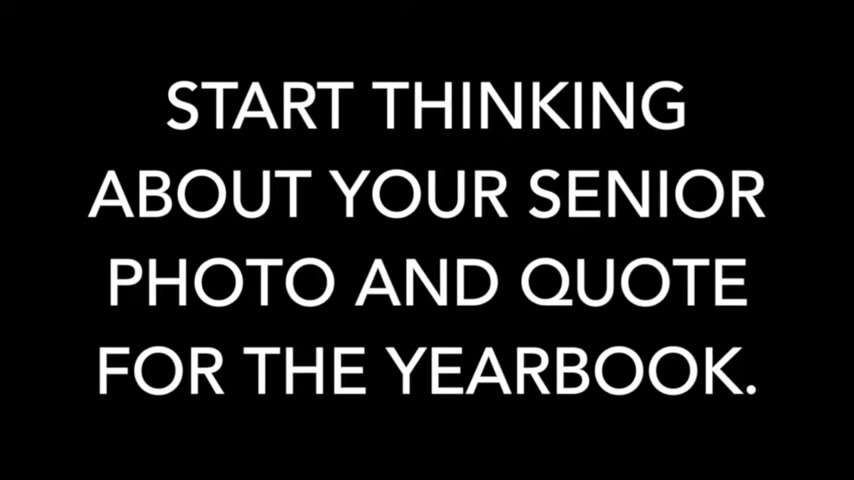 START THINKING
ABOUT YOUR SENIOR
PHOTO AND QUOTE
FOR THE YEARBOOK.